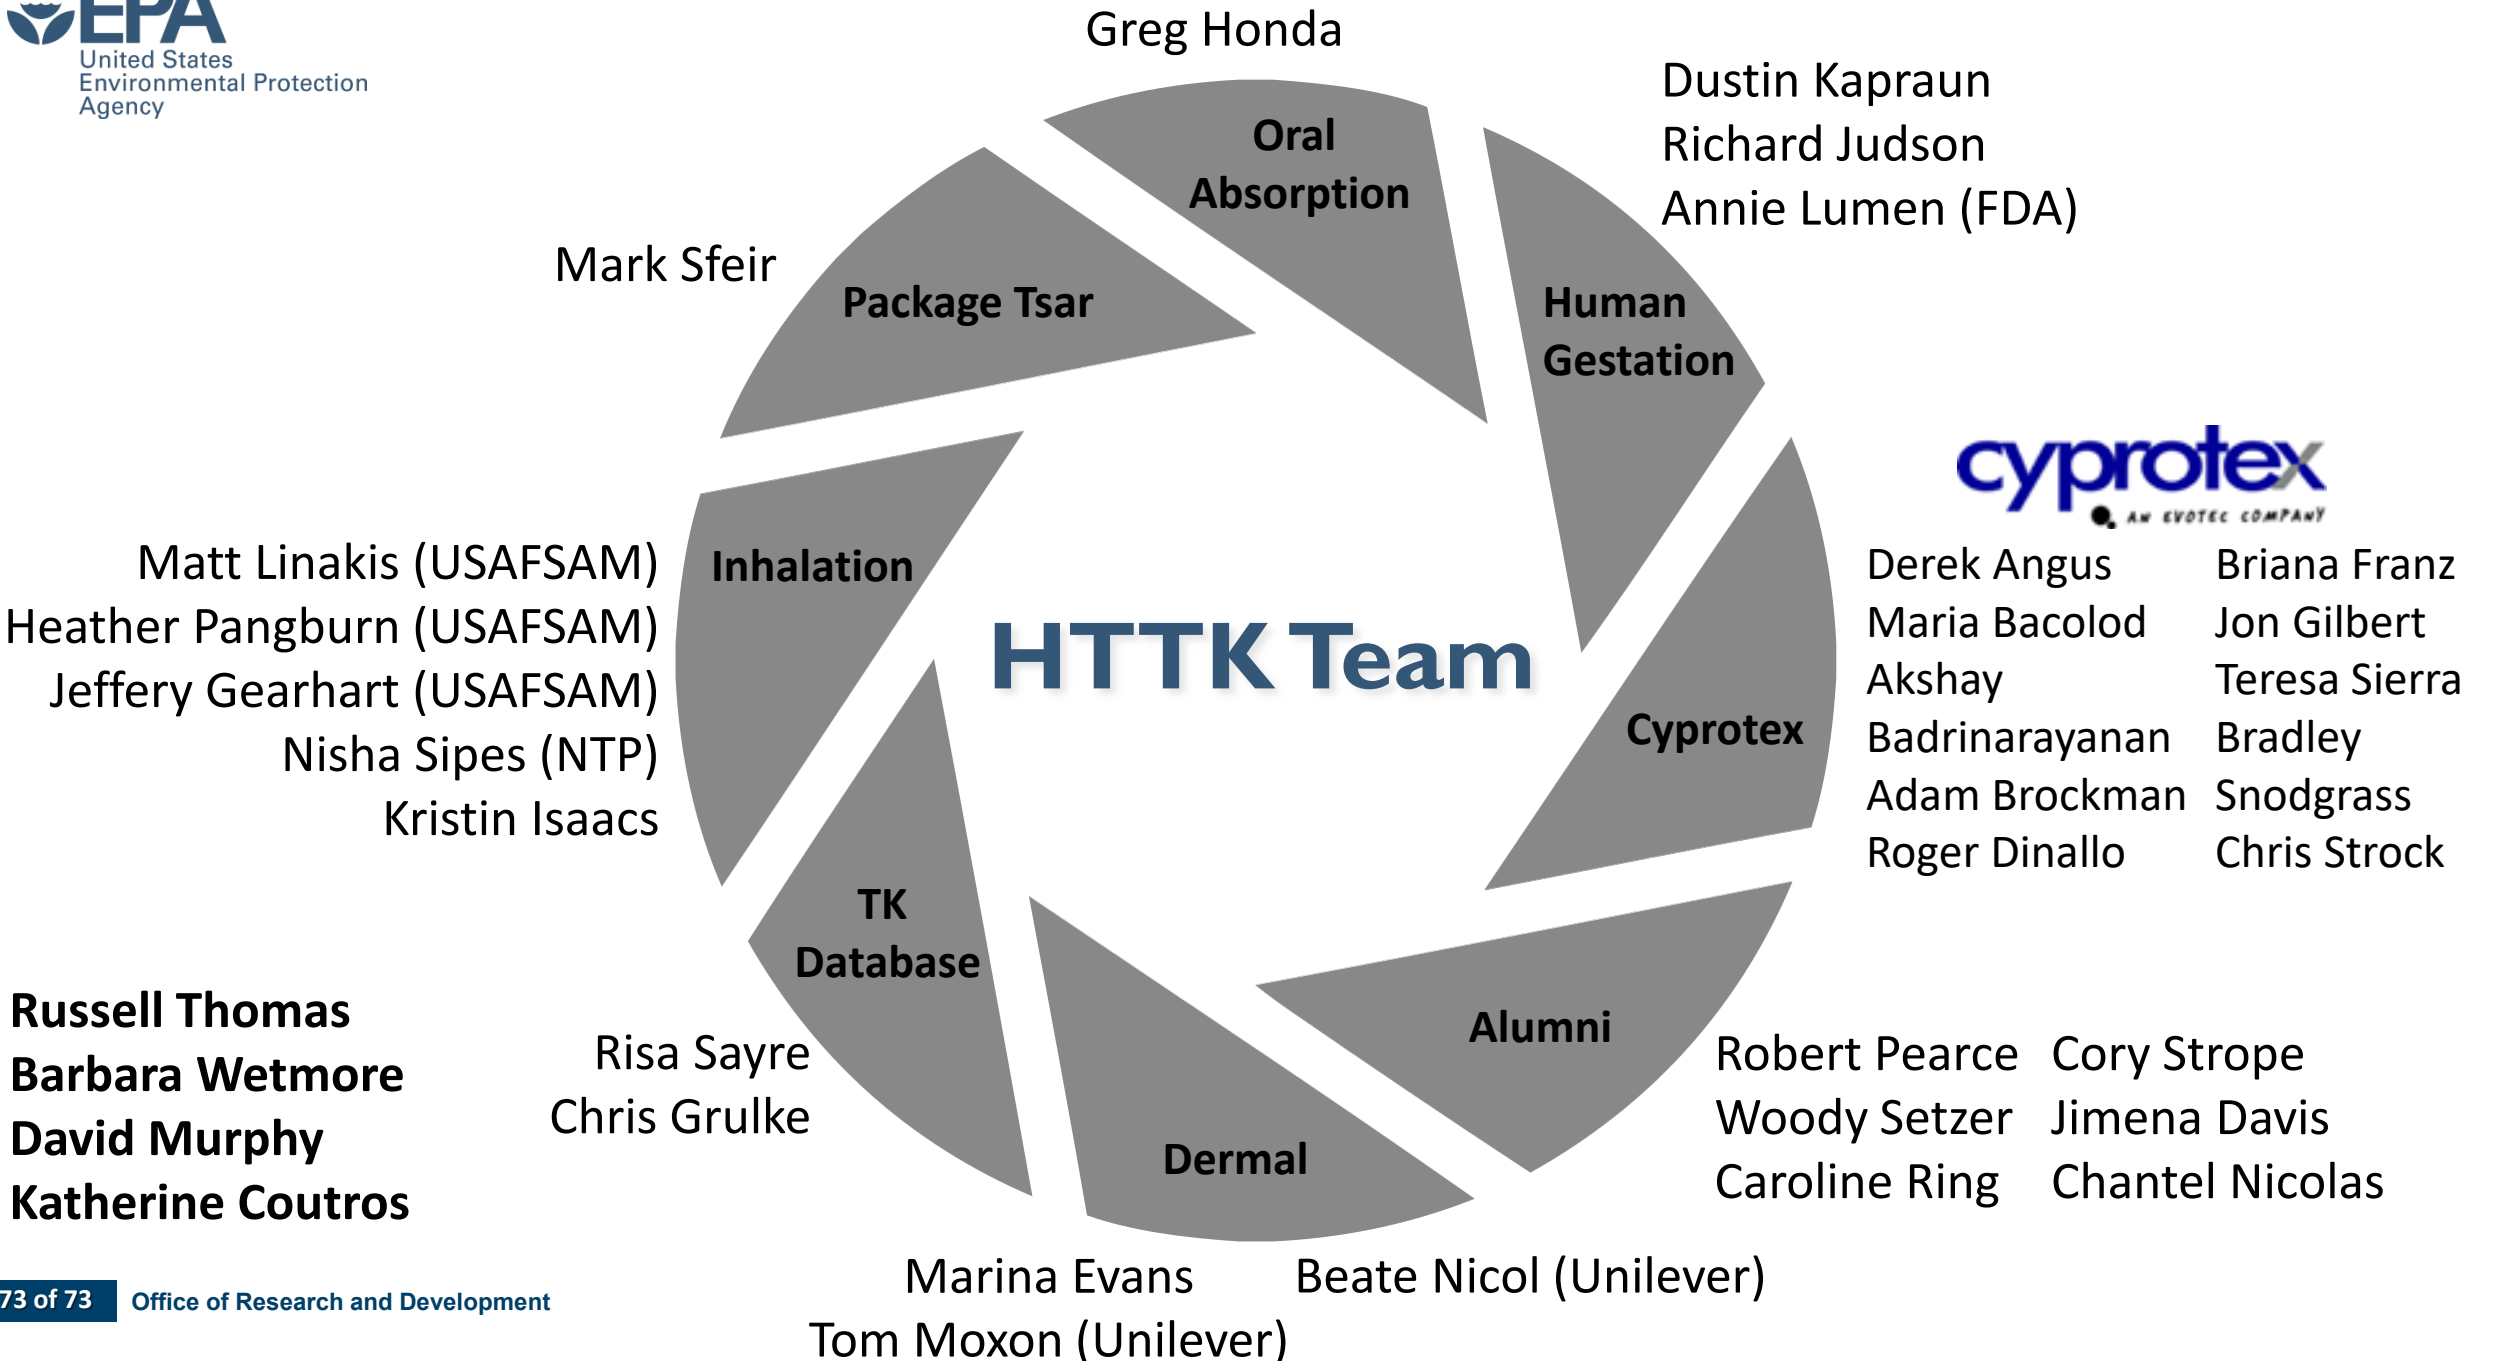 EPA
United States
Environmental Protection
Agency
Greg Honda
Oral
Absorption
Dustin Kapraun
Richard Judson
Annie Lumen (FDA)
Human
Gestation
Mark Sfeir
Package Tsar
cyprotex
AN EVOTEC COMPANY
Derek Angus
Maria Bacolod
Akshay
Badrinarayanan
Adam Brockman
Roger Dinallo
Briana Franz
Jon Gilbert
Teresa Sierra
Bradley
Snodgrass
Chris Strock
Cyprotex
Matt Linakis (USAFSAM)
Heather Pangburn (USAFSAM)
Jeffery Gearhart (USAFSAM)
Nisha Sipes (NTP)
Kristin Isaacs
Inhalation
HTTK Team
TK
Database
Risa Sayre
Chris Grulke
Alumni
Robert Pearce
Woody Setzer
Caroline Ring
Cory Strope
Jimena Davis
Chantel Nicolas
Dermal
Marina Evans
Tom Moxon (Unilever)
Beate Nicol (Unilever)
Russell Thomas
Barbara Wetmore
David Murphy
Katherine Coutros
73 of 73
Office of Research and Development